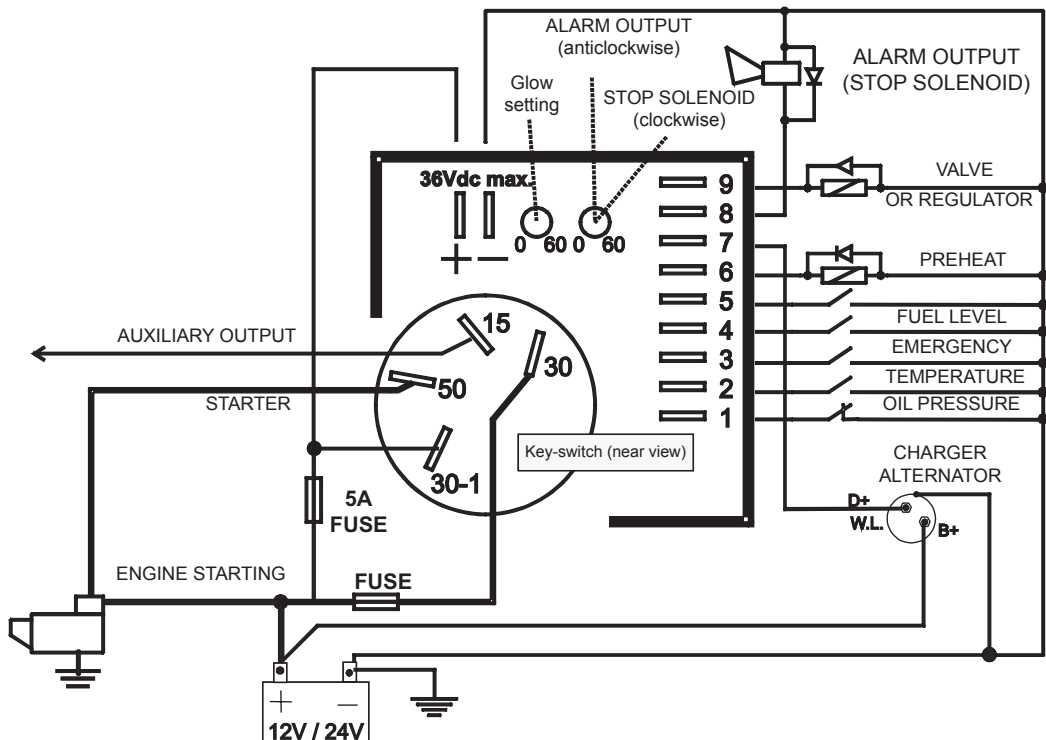 ALARM OUTPUT
(anticlockwise)
Glow
setting
STOP SOLENOID
(clockwise)
ALARM OUTPUT
(STOP SOLENOID)
36Vdc max.
+ —
0 60
0 60
9
8
7
6
5
4
3
2
1
VALVE
OR REGULATOR
PREHEAT
FUEL LEVEL
EMERGENCY
TEMPERATURE
OIL PRESSURE
AUXILIARY OUTPUT
15
30
50
STARTER
30-1
Key-switch (near view)
CHARGER
ALTERNATOR
D+
W.L.
B+
5A
FUSE
ENGINE STARTING
FUSE
+ —
12V / 24V